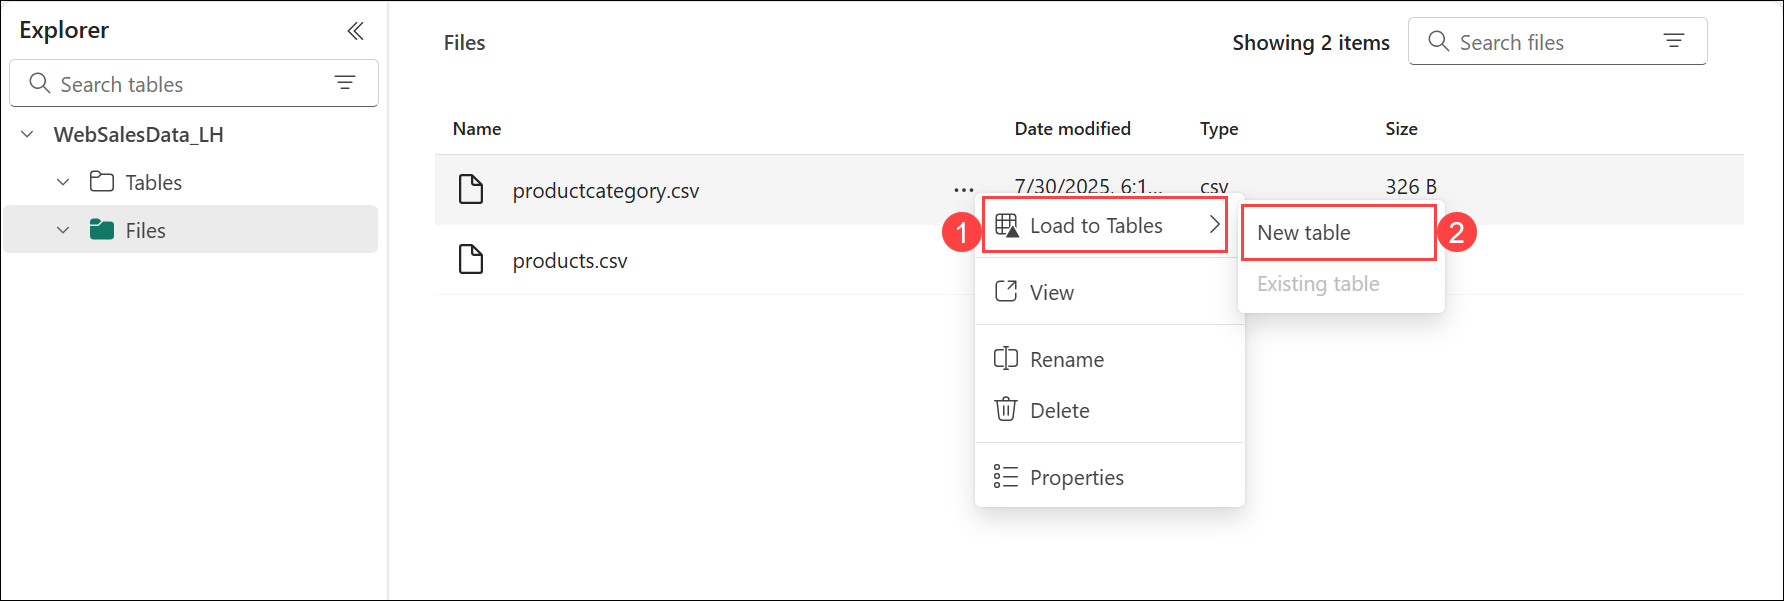 Explorer
Search tables
WebSalesData_LH
Tables
Files
Files
Showing 2 items
Search files
Name Date modified Type Size
productcategory.csv ... 7/30/2025, 6:1... csv 326 B
products.csv
1
Load to Tables
View
Rename
Delete
Properties
New table
2
Existing table